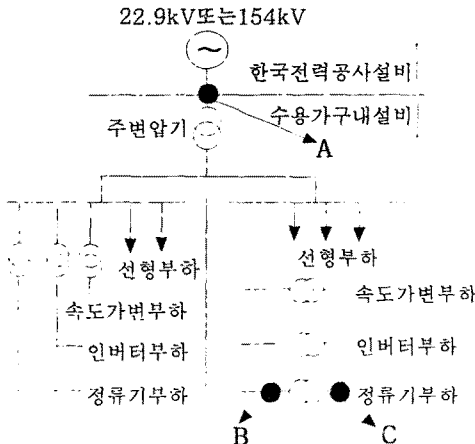 22.9kV또는154kV
한국전력공사설비
수용가구내설비
주변압기
A
선형부하
선형부하
속도가변부하
속도가변부하
인버터부하
인버터부하
정류기부하
정류기부하
B
C